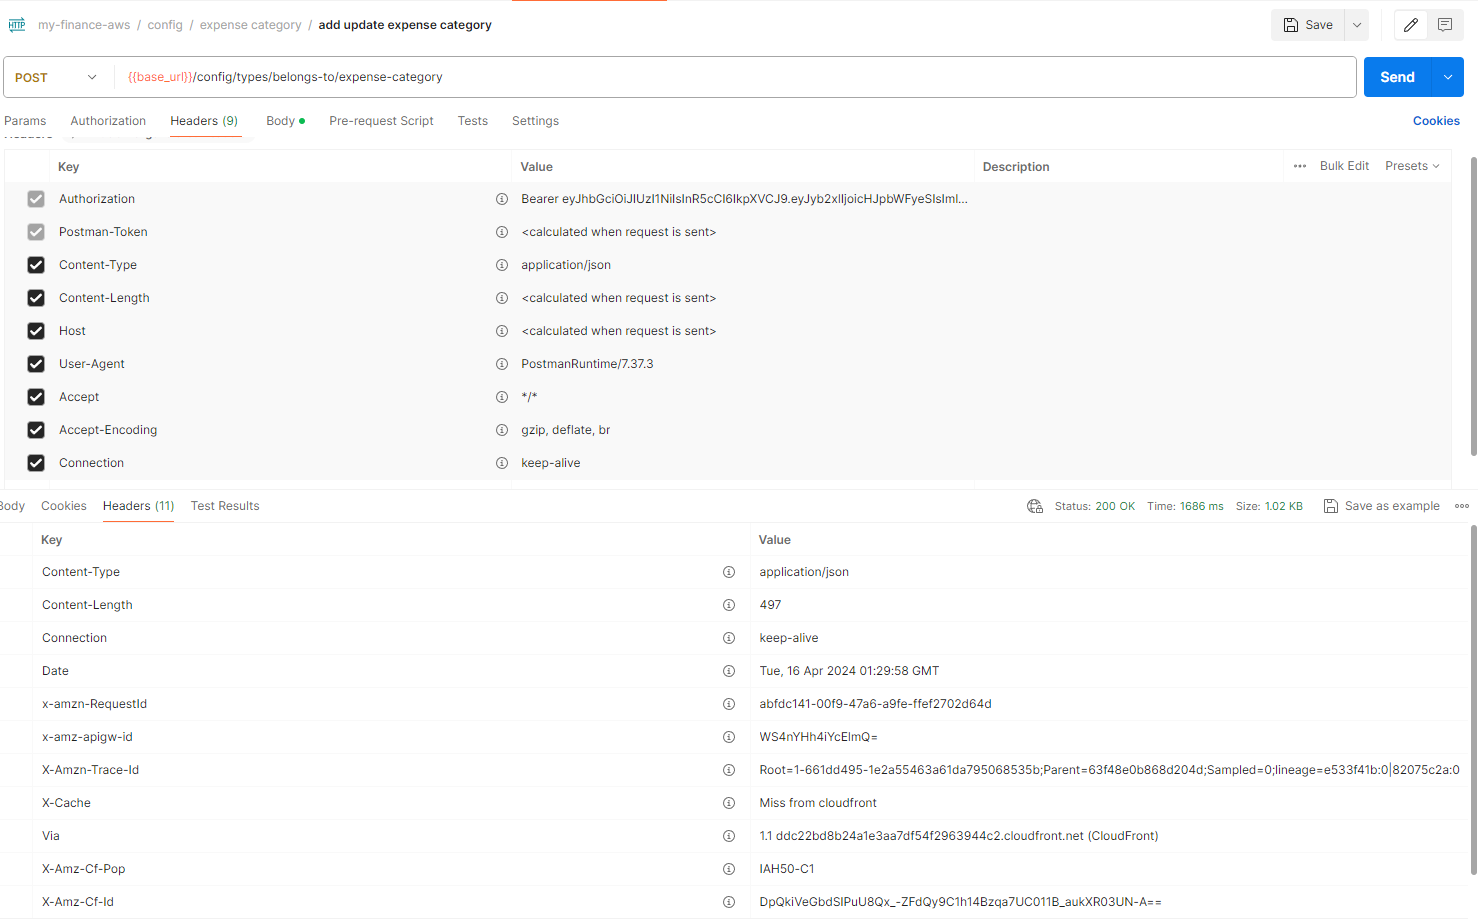 HTTP my-finance-aws / config / expense category / add update expense category Save
POST {{base_url}}/config/types/belongs-to/expense-category Send
Params Authorization Headers (9) Body Pre-request Script Tests Settings Cookies
Key Value Description Bulk Edit Presets
Authorization Bearer eyJhbGciOiJIUzI1NiIsInR5cCI6IkpXVCJ9.eyJyb2xlIjoicHJpbWFyeSIsImI...
Postman-Token <calculated when request is sent>
Content-Type application/json
Content-Length <calculated when request is sent>
Host <calculated when request is sent>
User-Agent PostmanRuntime/7.37.3
Accept */*
Accept-Encoding gzip, deflate, br
Connection keep-alive
Body Cookies Headers (11) Test Results Status: 200 OK Time: 1686 ms Size: 1.02 KB Save as example
Key Value
Content-Type application/json
Content-Length 497
Connection keep-alive
Date Tue, 16 Apr 2024 01:29:58 GMT
x-amzn-RequestId abfdc141-00f9-47a6-a9fe-ffef2702d64d
x-amz-apigw-id WS4nYHh4iYcElmQ=
X-Amzn-Trace-Id Root=1-661dd495-1e2a55463a61da795068535b;Parent=63f48e0b868d204d;Sampled=0;lineage=e533f41b:0|82075c2a:0
X-Cache Miss from cloudfront
Via 1.1 ddc22bd8b24a1e3aa7df54f2963944c2.cloudfront.net (CloudFront)
X-Amz-Cf-Pop IAH50-C1
X-Amz-Cf-Id DpQkiVeGbdSlPuU8Qx_-ZFdQy9C1h14Bzqa7UC011B_aukXR03UN-A==